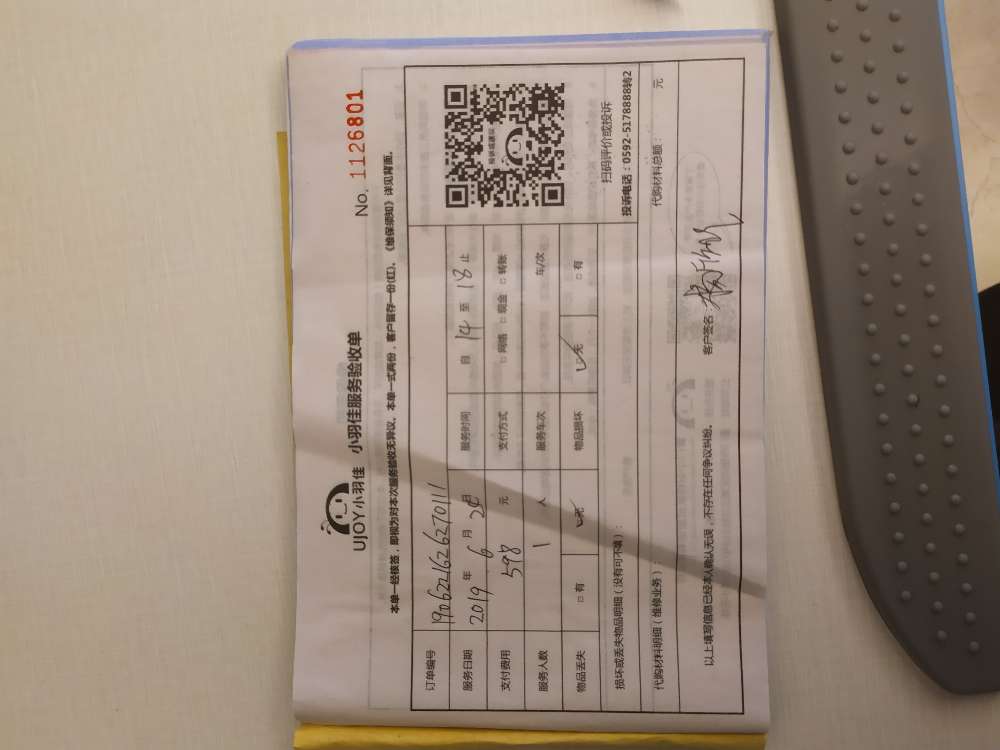 UJOY小羽佳 小羽佳服务验收单
No. 1126801
本单一经核签，即视为对本次服务验收无异议。本单一式两份，客户留存一份(红)。《维保须知》详见背面。
订单编号 1906221626270111
服务日期 2019 年 6 月 24 日 服务时间 自 14 至 18 止
支付费用 598 元 支付方式 □ 网络 □ 现金 □ 转账
服务人数 1 人 服务车次 车/次
物品丢失 □ 有 □ 无 物品损坏 □ 无 □ 有
扫码评价或投诉
投诉电话：0592-5178888转2
损坏或丢失物品明细（没有可不填）：
代购材料明细（维修业务）： 代购材料总额： 元
以上填写信息已经本人确认无误，不存在任何争议纠纷。 客户签名